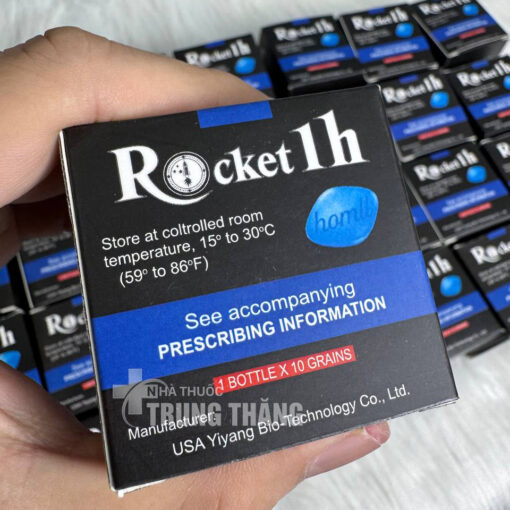 Rocket 1h
Store at coltrolled room
temperature, 15° to 30°C
(59° to 86°F)
homll
See accompanying
PRESCRIBING INFORMATION
1 BOTTLE X 10 GRAINS
NHÀ THUỐC
TRUNG THẮNG
Manufacturer:
USA Yiyang Bio-Technology Co., Ltd.